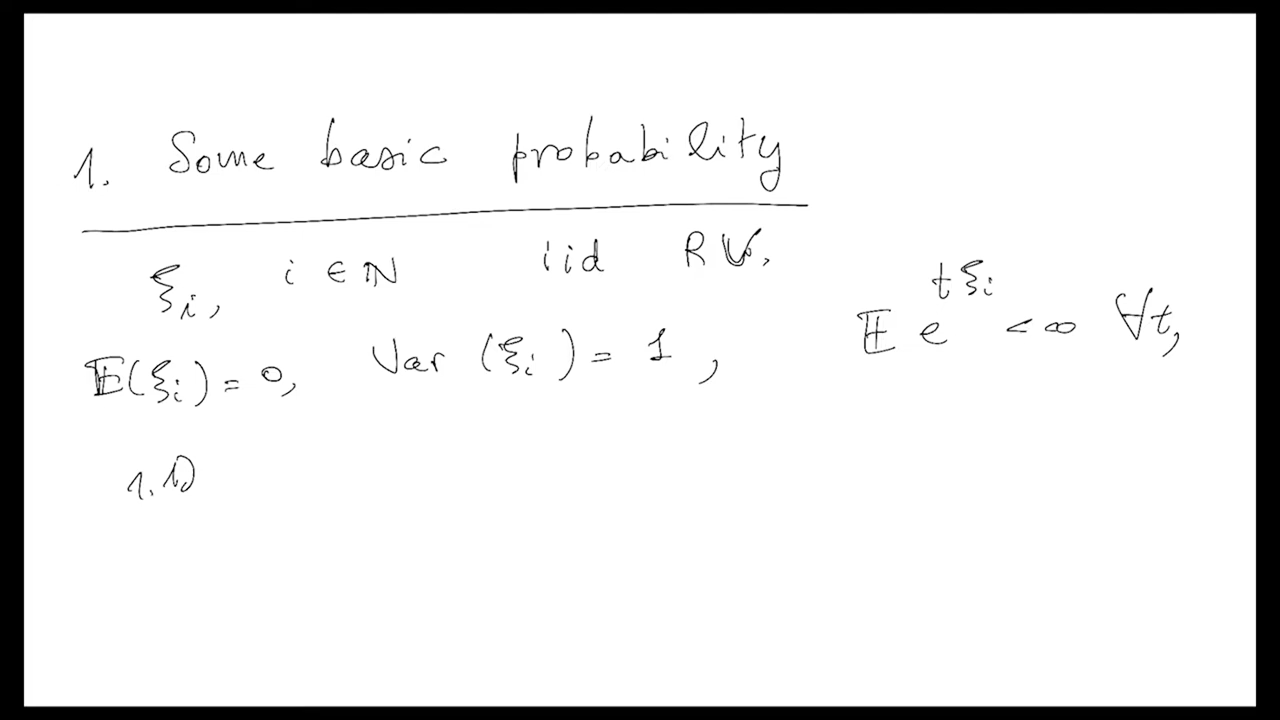 1. Some basic probability
ξ_i, i ∈ ℕ iid RV.
𝔼(ξ_i) = 0, Var (ξ_i) = 1, 𝔼 e^{tξ_i} < ∞ ∀t,
1.1)